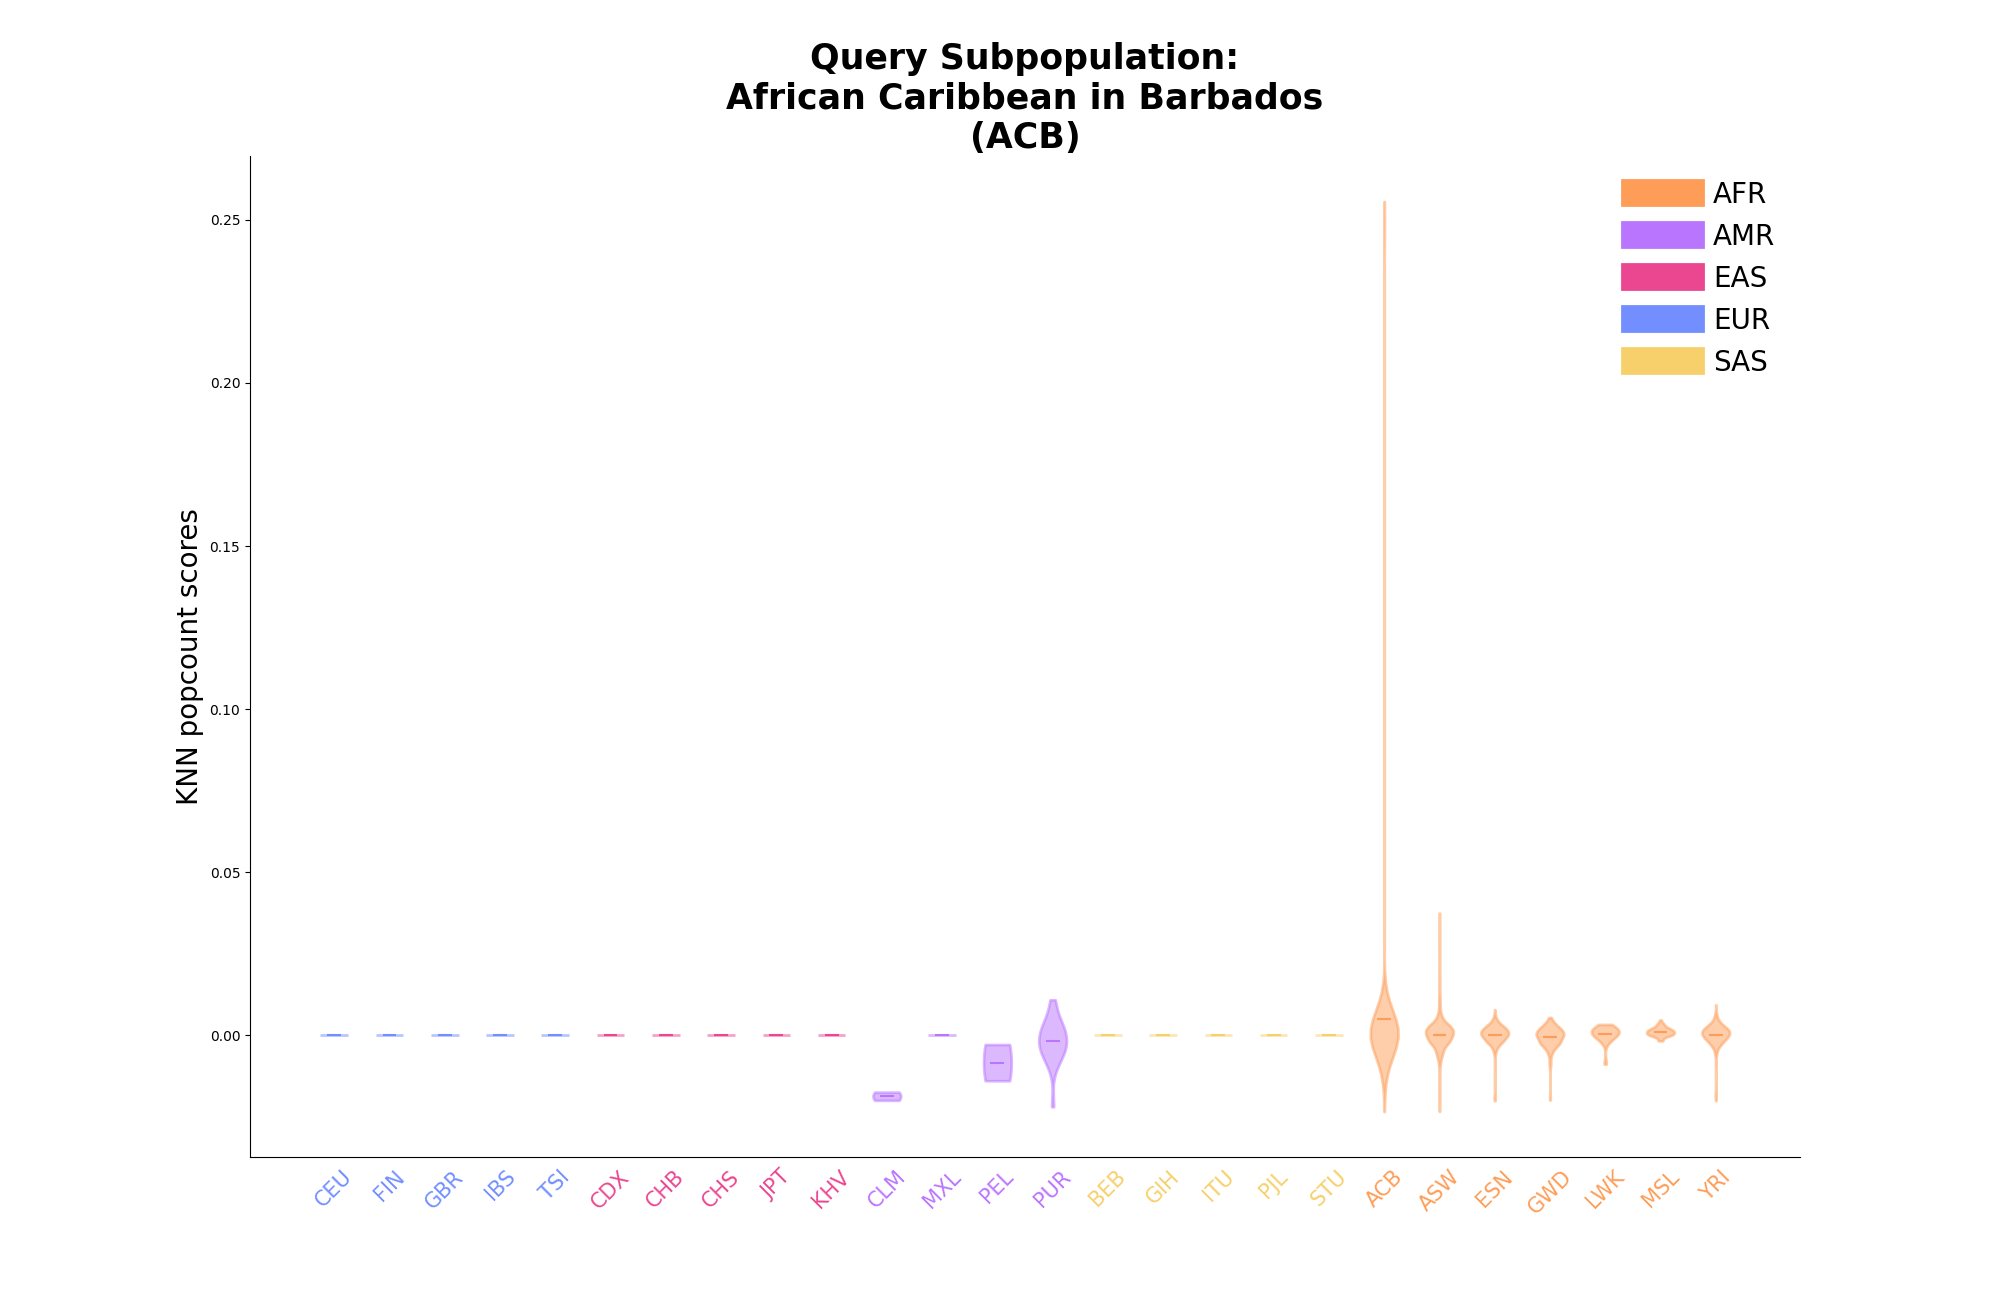 Query Subpopulation:
African Caribbean in Barbados
(ACB)
AFR
AMR
EAS
EUR
SAS
KNN popcount scores
0.25
0.20
0.15
0.10
0.05
0.00
CEU
FIN
GBR
IBS
TSI
CDX
CHB
CHS
JPT
KHV
CLM
MXL
PEL
PUR
BEB
GIH
ITU
PJL
STU
ACB
ASW
ESN
GWD
LWK
MSL
YRI